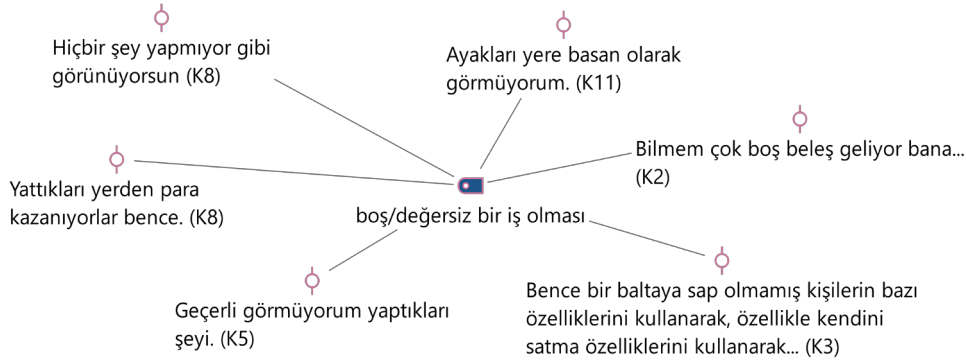 Hiçbir şey yapmıyor gibi
görünüyorsun (K8)
Ayakları yere basan olarak
görmüyorum. (K11)
Bilmem çok boş beleş geliyor bana...
(K2)
Yattıkları yerden para
kazanıyorlar bence. (K8)
boş/değersiz bir iş olması
Geçerli görmüyorum yaptıkları
şeyi. (K5)
Bence bir baltaya sap olmamış kişilerin bazı
özelliklerini kullanarak, özellikle kendini
satma özelliklerini kullanarak... (K3)